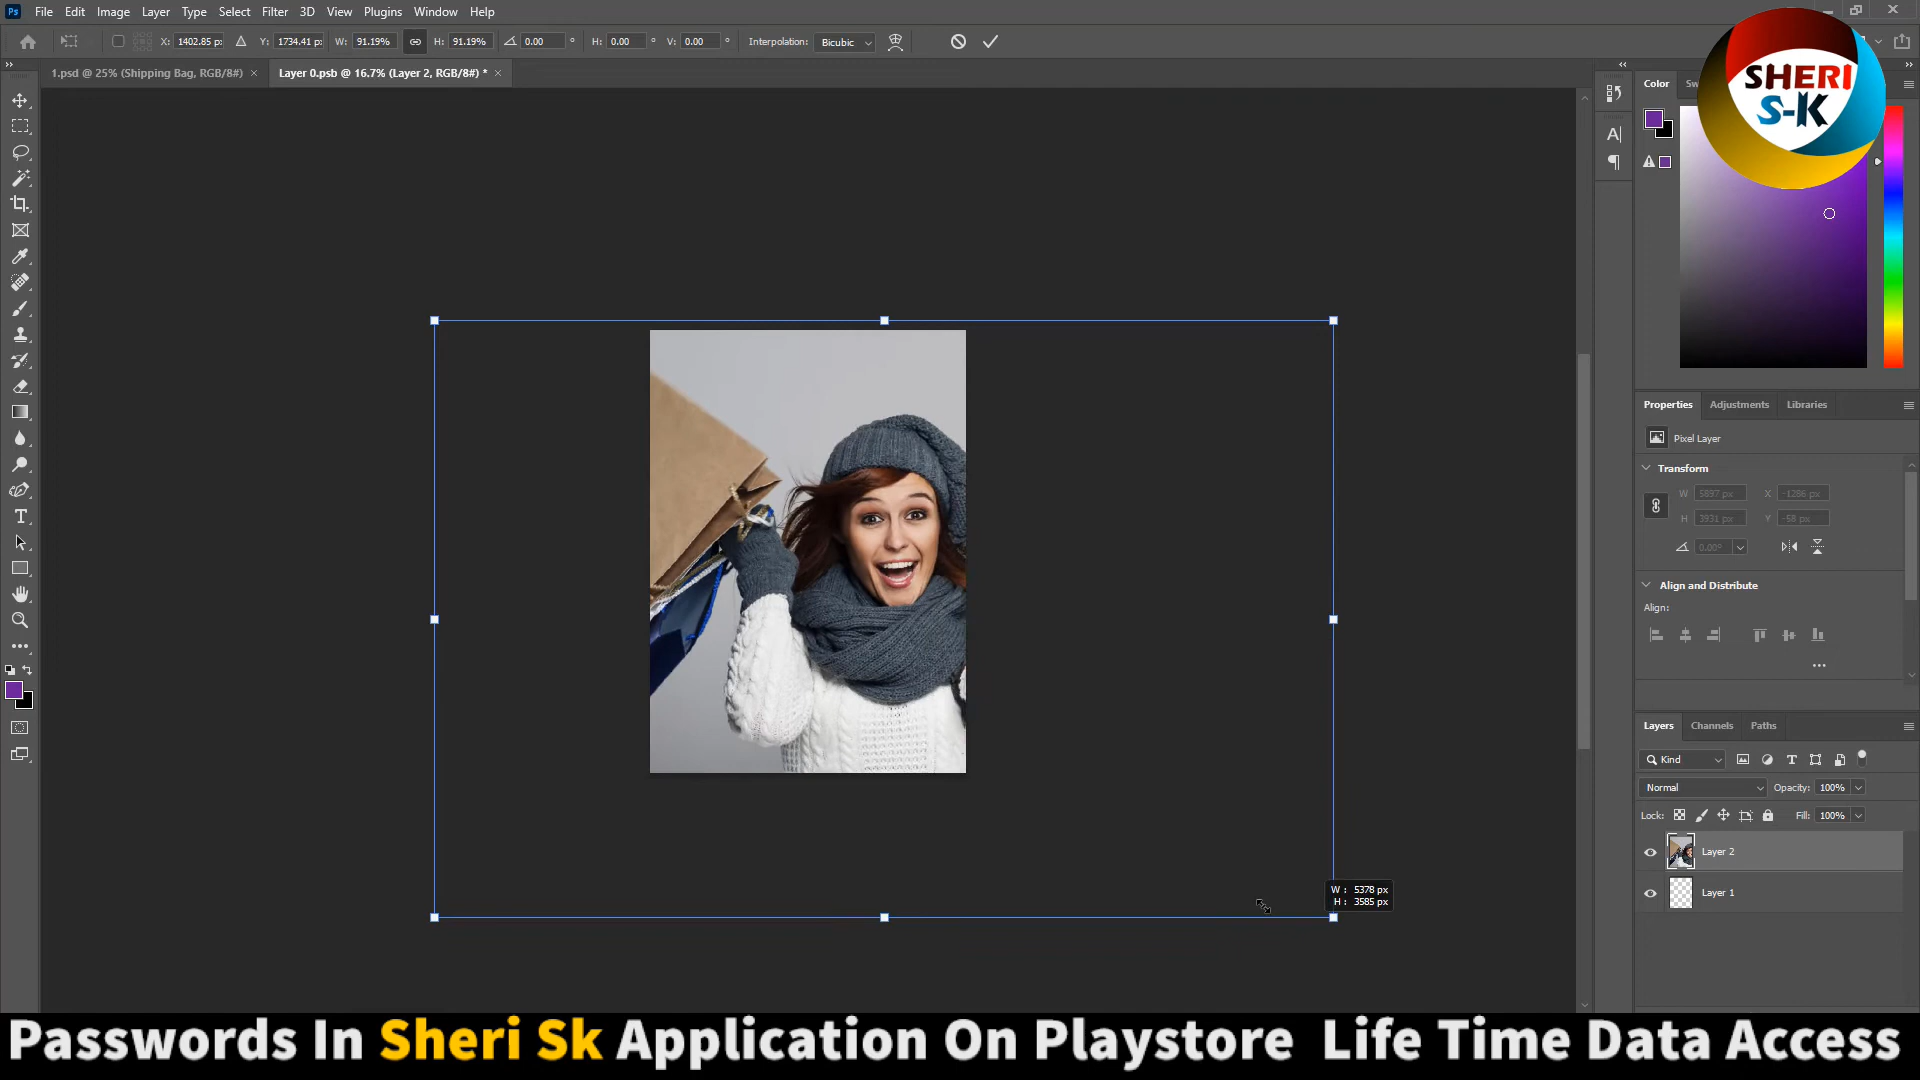 Ps File Edit Image Layer Type Select Filter 3D View Plugins Window Help
X: 1402.85 p: Y: 1734.41 p: W: 91.19% H: 91.19% 0.00 ° H: 0.00 ° V: 0.00 ° Interpolation: Bicubic
1.psd @ 25% (Shipping Bag, RGB/8#) × Layer 0.psb @ 16.7% (Layer 2, RGB/8#) * ×
Color Sw
SHERI
S-K
Properties Adjustments Libraries
Pixel Layer
Transform
W 5897 px X -1286 px
H 3931 px Y -58 px
0.00°
Align and Distribute
Align:
Layers Channels Paths
Kind
Normal Opacity: 100%
Lock: Fill: 100%
Layer 2
Layer 1
W : 5378 px
H : 3585 px
Passwords In Sheri Sk Application On Playstore Life Time Data Access